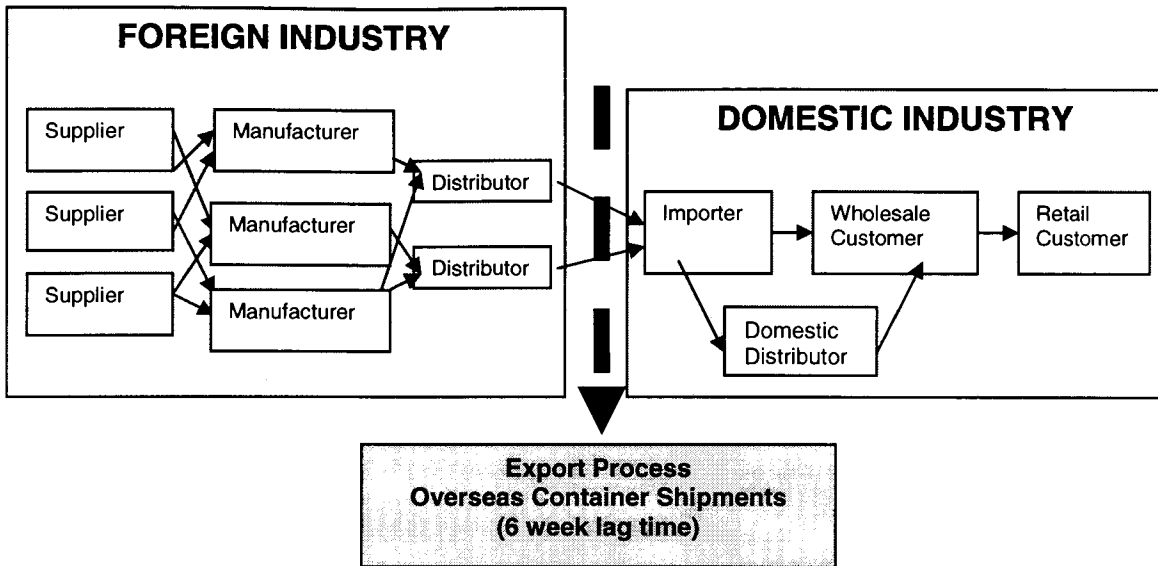 FOREIGN INDUSTRY
Supplier
Supplier
Supplier
Manufacturer
Manufacturer
Manufacturer
Distributor
Distributor
DOMESTIC INDUSTRY
Importer
Wholesale
Customer
Retail
Customer
Domestic
Distributor
Export Process
Overseas Container Shipments
(6 week lag time)